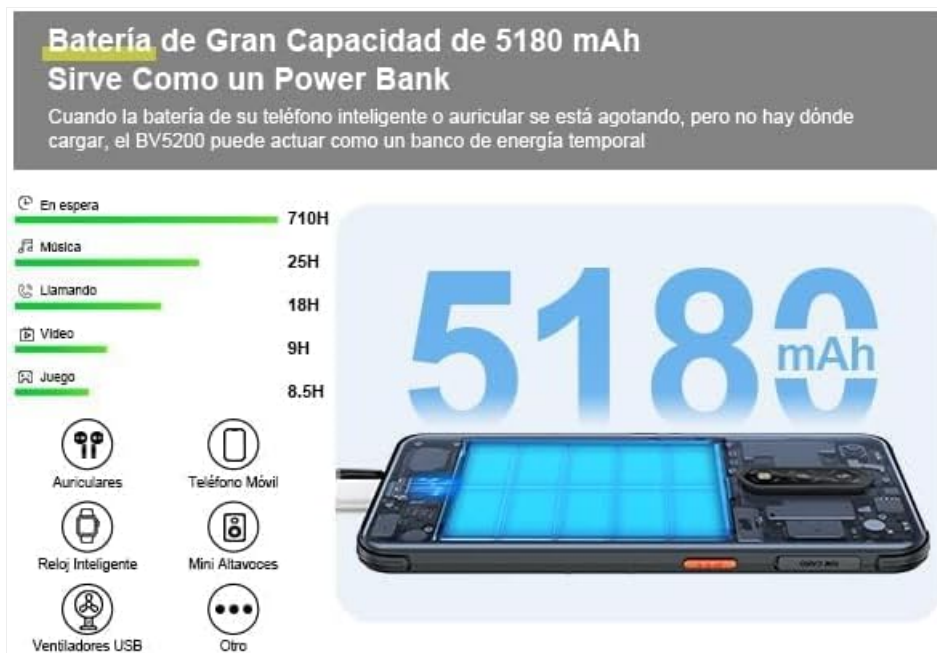 Batería de Gran Capacidad de 5180 mAh
Sirve Como un Power Bank
Cuando la batería de su teléfono inteligente o auricular se está agotando, pero no hay dónde
cargar, el BV5200 puede actuar como un banco de energía temporal
En espera
710H
Música
25H
Llamando
18H
Video
9H
Juego
8.5H
5180
mAh
Auriculares
Teléfono Móvil
Reloj Inteligente
Mini Altavoces
Ventiladores USB
Otro
SIM CARD